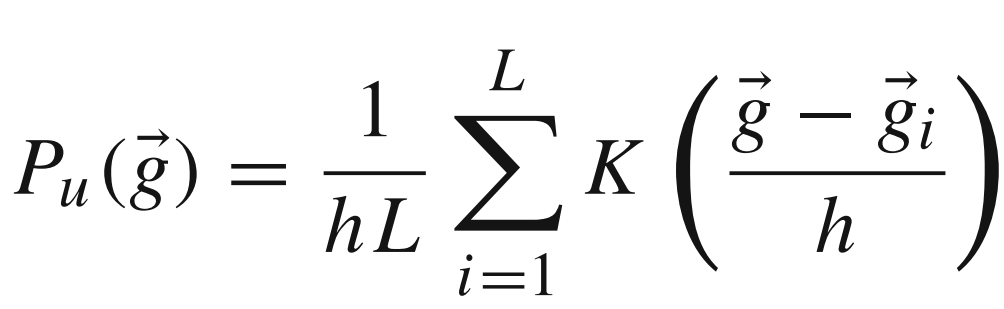 P_u(\vec{g}) = \frac{1}{hL} \sum_{i=1}^{L} K \left( \frac{\vec{g} - \vec{g}_i}{h} \right)